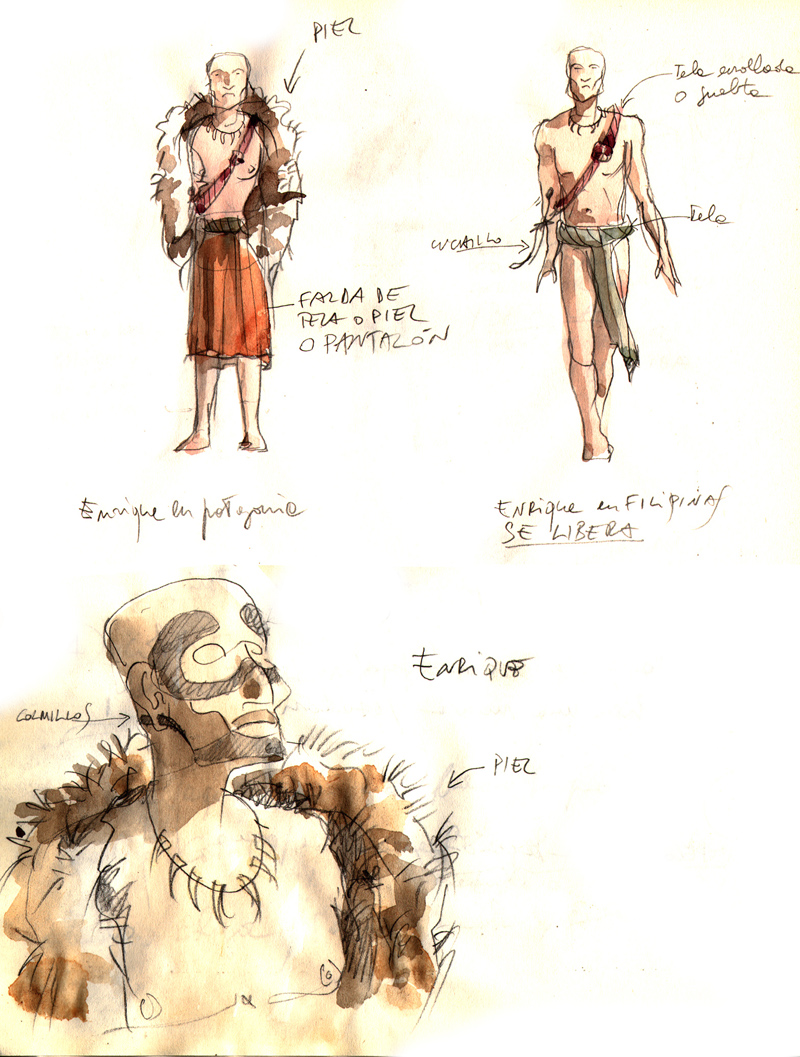 PIEL
Tela enrollada
o suelta
Tela
CUCHILLO
FALDA DE
TELA O PIEL
O PANTALÓN
Enrique en patagonia
ENRIQUE en FILIPINAS
SE LIBERA
ENRIQUE
COLMILLOS
PIEL